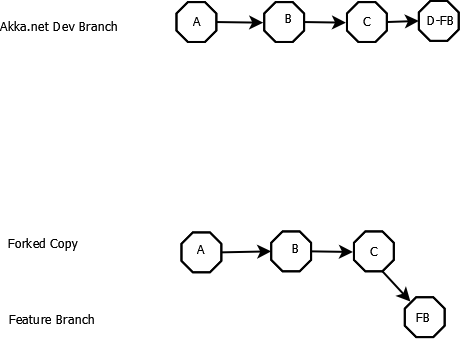 Akka.net Dev Branch
A
B
C
D-FB
Forked Copy
A
B
C
Feature Branch
FB